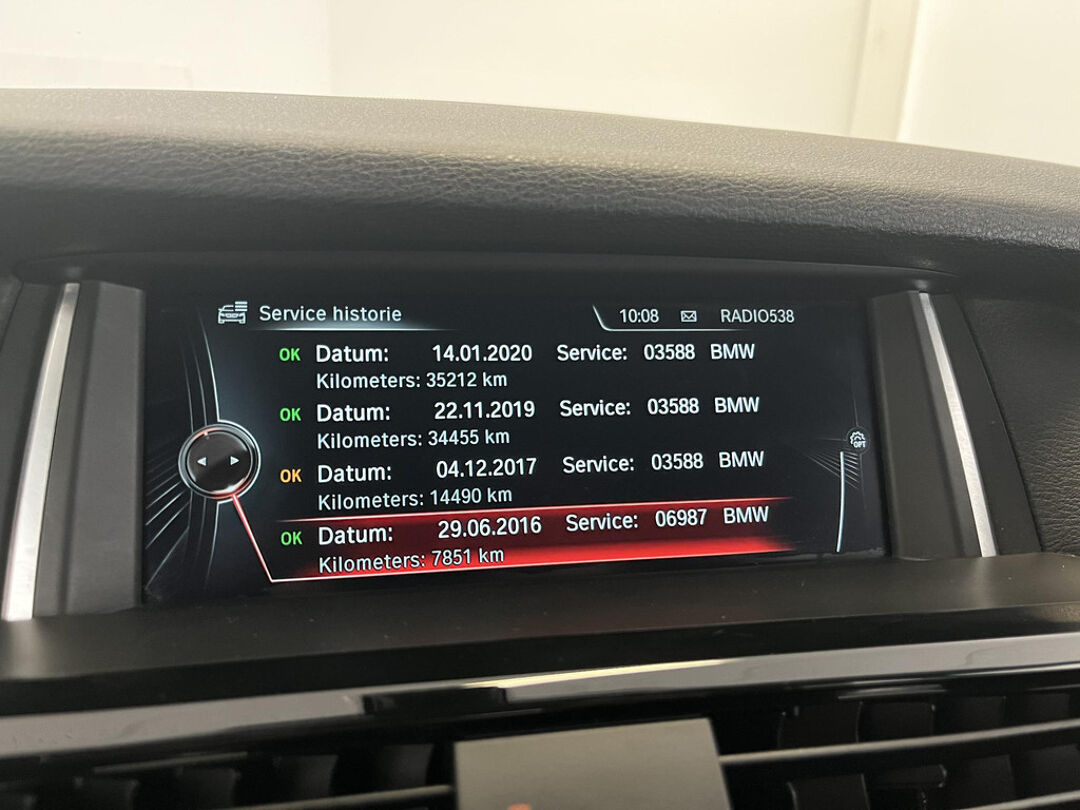 Service historie 10:08 RADIO538
OK Datum: 14.01.2020 Service: 03588 BMW
Kilometers: 35212 km
OK Datum: 22.11.2019 Service: 03588 BMW
Kilometers: 34455 km
OK Datum: 04.12.2017 Service: 03588 BMW
Kilometers: 14490 km
OK Datum: 29.06.2016 Service: 06987 BMW
Kilometers: 7851 km
OPT